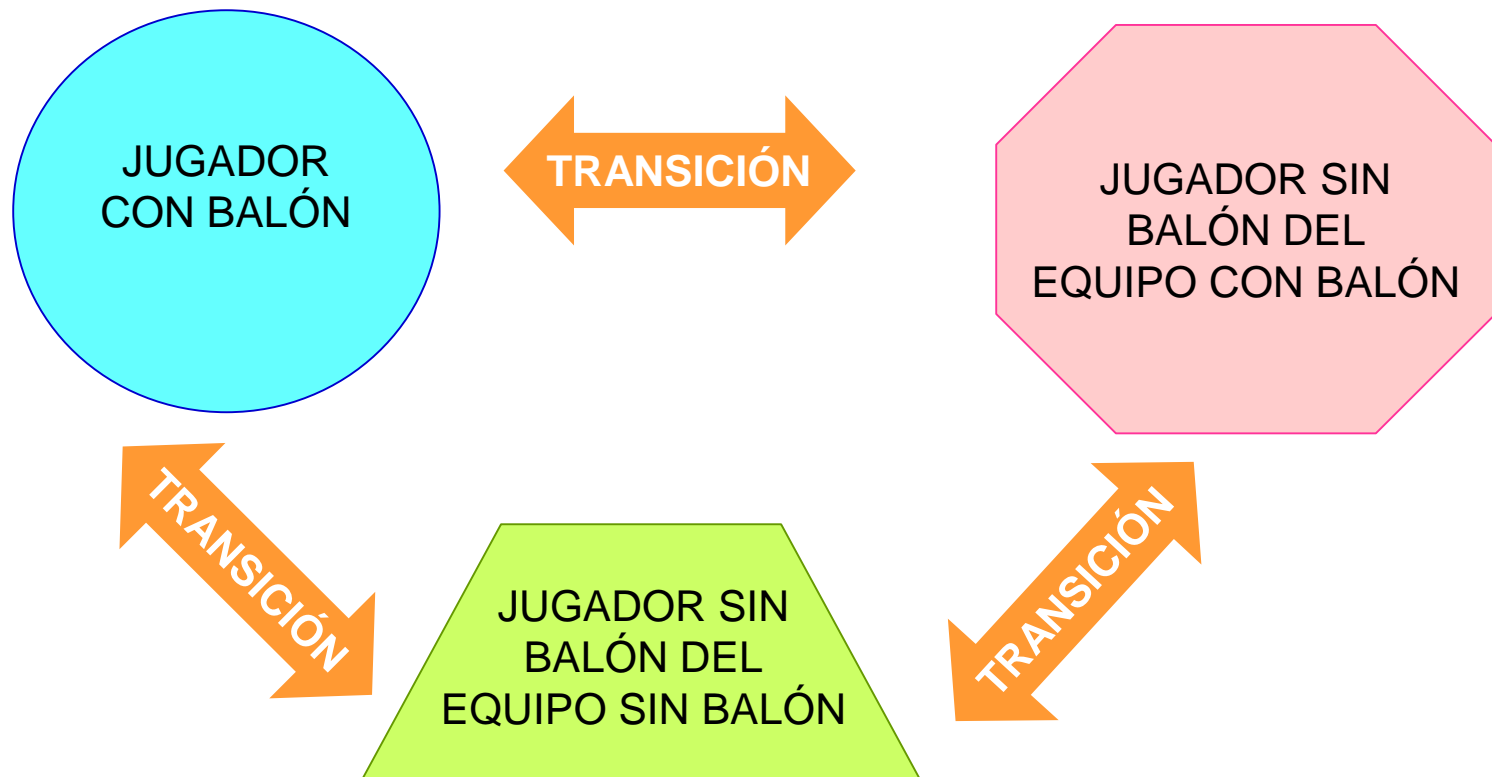 JUGADOR
CON BALÓN
TRANSICIÓN
JUGADOR SIN
BALÓN DEL
EQUIPO CON BALÓN
TRANSICIÓN
JUGADOR SIN
BALÓN DEL
EQUIPO SIN BALÓN
TRANSICIÓN